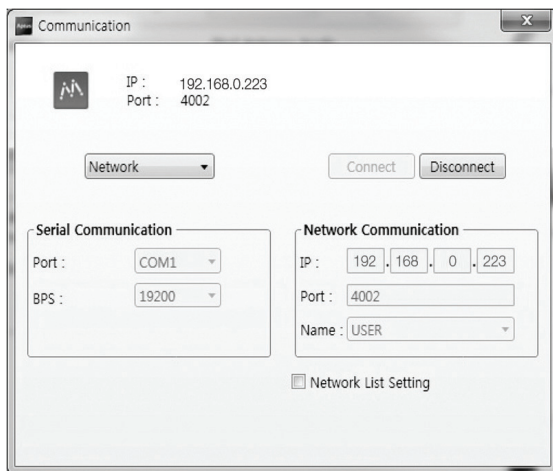 Communication
IP : 192.168.0.223
Port : 4002
Network
Connect Disconnect
Serial Communication
Port : COM1
BPS : 19200
Network Communication
IP : 192 . 168 . 0 . 223
Port : 4002
Name : USER
Network List Setting